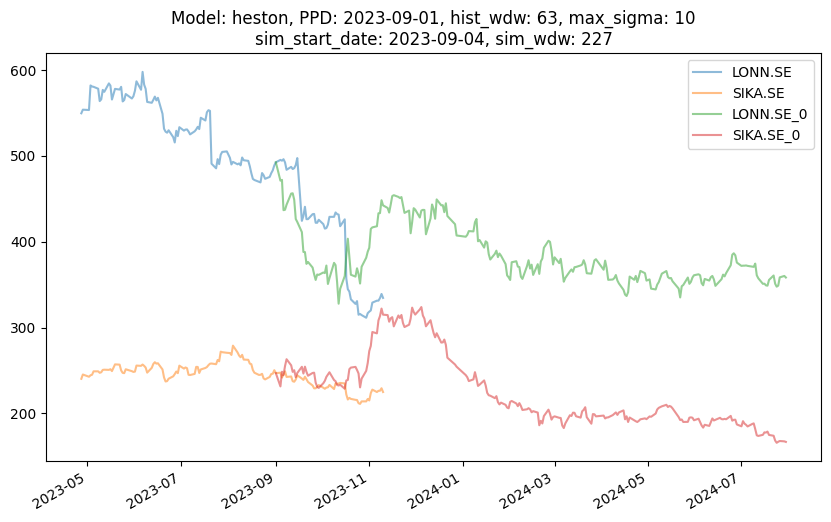 Model: heston, PPD: 2023-09-01, hist_wdw: 63, max_sigma: 10
sim_start_date: 2023-09-04, sim_wdw: 227
LONN.SE
SIKA.SE
LONN.SE_0
SIKA.SE_0
600
500
400
300
200
2023-05
2023-07
2023-09
2023-11
2024-01
2024-03
2024-05
2024-07